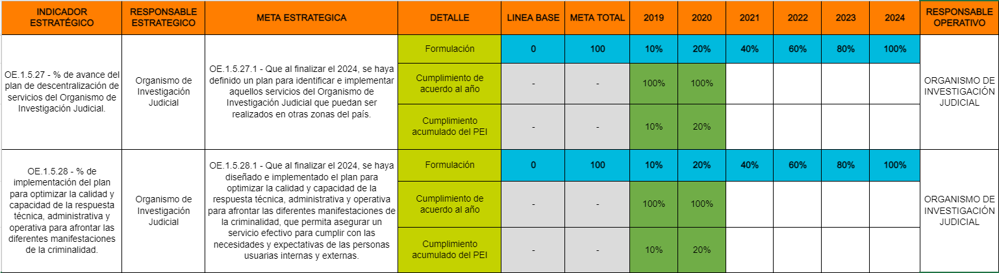 INDICADOR
ESTRATÉGICO
RESPONSABLE
ESTRATEGICO
META ESTRATEGICA
DETALLE
LINEA BASE
META TOTAL
2019
2020
2021
2022
2023
2024
RESPONSABLE
OPERATIVO
OE.1.5.27 - % de avance del
plan de descentralización de
servicios del Organismo de
Investigación Judicial.
Organismo de
Investigación
Judicial
OE.1.5.27.1 - Que al finalizar el 2024, se haya
definido un plan para identificar e implementar
aquellos servicios del Organismo de
Investigación Judicial que puedan ser
realizados en otras zonas del país.
Formulación
0
100
10%
20%
40%
60%
80%
100%
Cumplimiento de
acuerdo al año
-
-
100%
100%
Cumplimiento
acumulado del PEI
-
-
10%
20%
ORGANISMO DE
INVESTIGACIÓN
JUDICIAL
OE.1.5.28 - % de
implementación del plan
para optimizar la calidad y
capacidad de la respuesta
técnica, administrativa y
operativa para afrontar las
diferentes manifestaciones
de la criminalidad.
Organismo de
Investigación
Judicial
OE.1.5.28.1 - Que al finalizar el 2024, se haya
diseñado e implementado el plan para
optimizar la calidad y capacidad de la
respuesta técnica, administrativa y operativa
para afrontar las diferentes manifestaciones de
la criminalidad, que permita asegurar un
servicio efectivo para cumplir con las
necesidades y expectativas de las personas
usuarias internas y externas.
Formulación
0
100
10%
20%
40%
60%
80%
100%
Cumplimiento de
acuerdo al año
-
-
100%
100%
Cumplimiento
acumulado del PEI
-
-
10%
20%
ORGANISMO DE
INVESTIGACIÓN
JUDICIAL